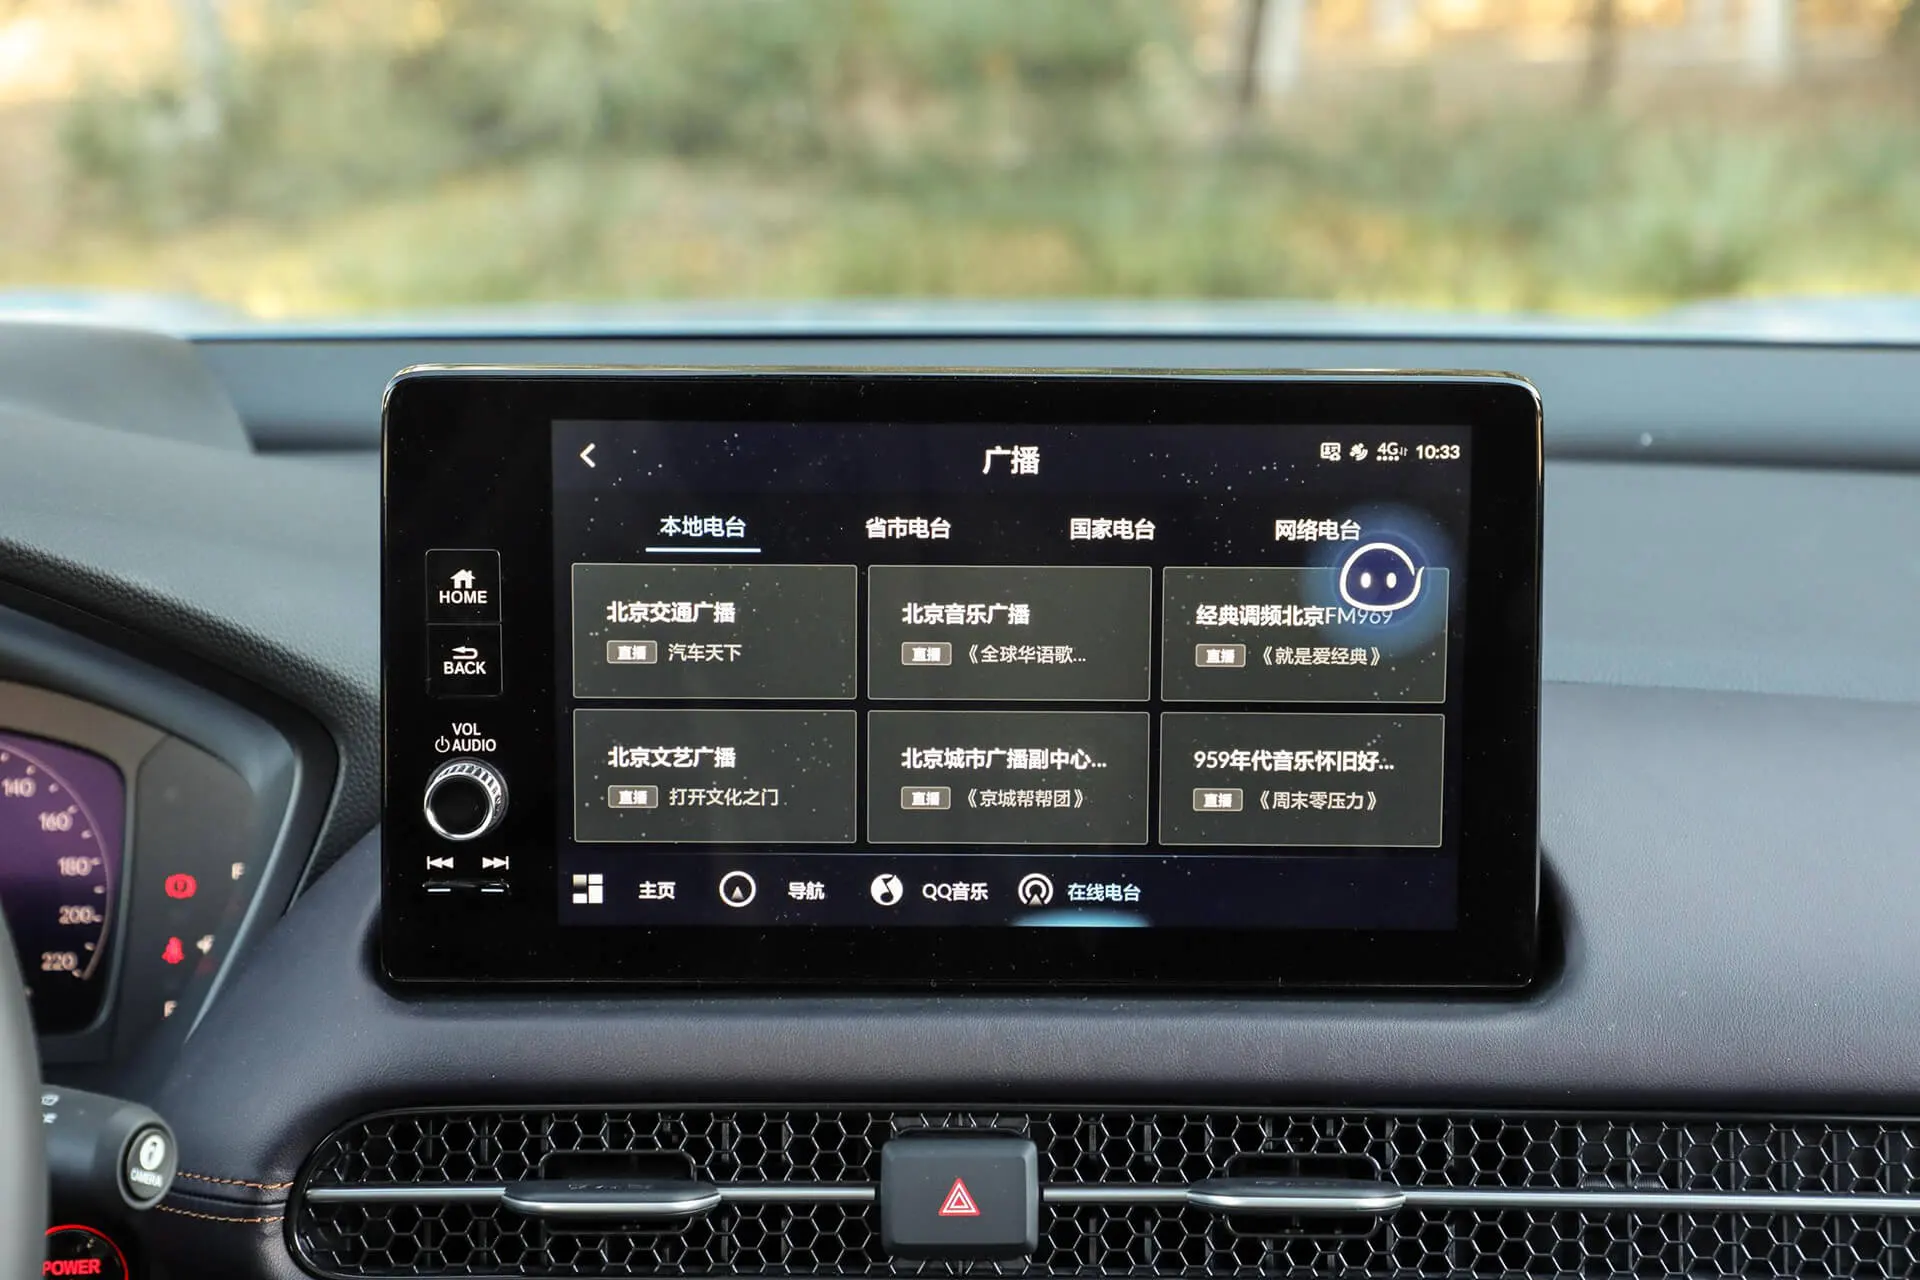 广播
4G 10:33
本地电台 省市电台 国家电台 网络电台
北京交通广播
直播 汽车天下
北京音乐广播
直播 《全球华语歌...
经典调频北京FM969
直播 《就是爱经典》
北京文艺广播
直播 打开文化之门
北京城市广播副中心...
直播 《京城帮帮团》
959年代音乐怀旧好...
直播 《周末零压力》
主页 导航 QQ音乐 在线电台
HOME
BACK
VOL
AUDIO
140
160
180
200
220
F
F
CAMERA
POWER